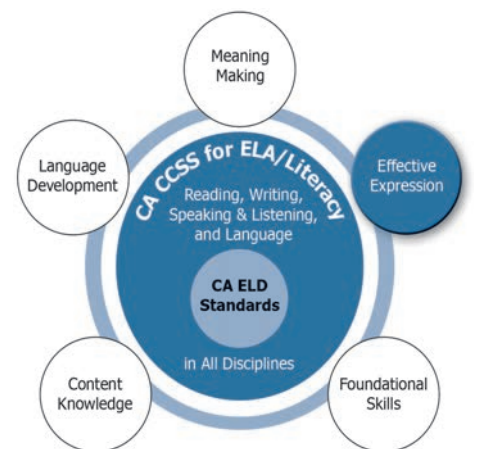 Meaning
Making
Language
Development
Effective
Expression
CA CCSS for ELA/Literacy
Reading, Writing,
Speaking & Listening,
and Language
CA ELD
Standards
in All Disciplines
Content
Knowledge
Foundational
Skills